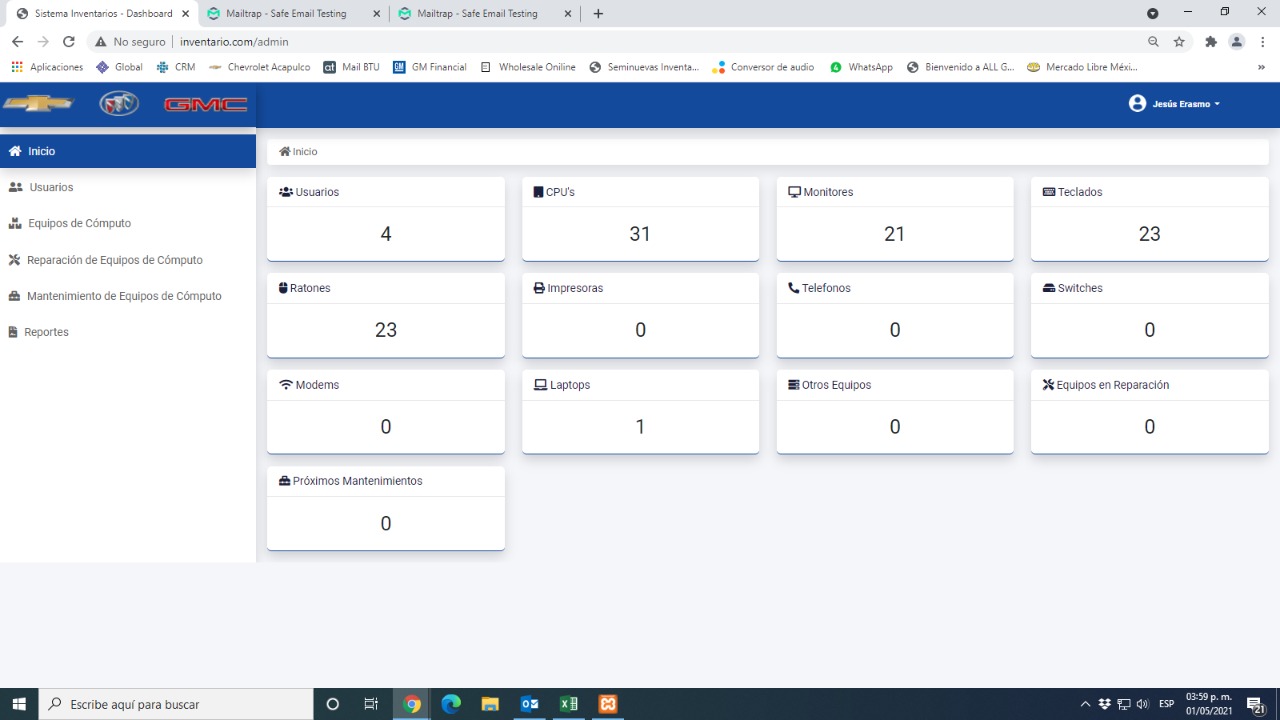 Sistema Inventarios - Dashboard
Mailtrap - Safe Email Testing
Mailtrap - Safe Email Testing
No seguro
inventario.com/admin
Aplicaciones
Global
CRM
Chevrolet Acapulco
at
Mail BTU
GM
GM Financial
Wholesale Online
Seminuevas Inventa...
Conversor de audio
WhatsApp
Bienvenido a ALL G...
Mercado Libre Méxi...
»
GMC
Jesús Erasmo
Inicio
Usuarios
Equipos de Cómputo
Reparación de Equipos de Cómputo
Mantenimiento de Equipos de Cómputo
Reportes
Inicio
Usuarios
4
CPU's
31
Monitores
21
Teclados
23
Ratones
23
Impresoras
0
Telefonos
0
Switches
0
Modems
0
Laptops
1
Otros Equipos
0
Equipos en Reparación
0
Próximos Mantenimientos
0
Escribe aquí para buscar
ESP
03:59 p. m.
01/05/2021
21